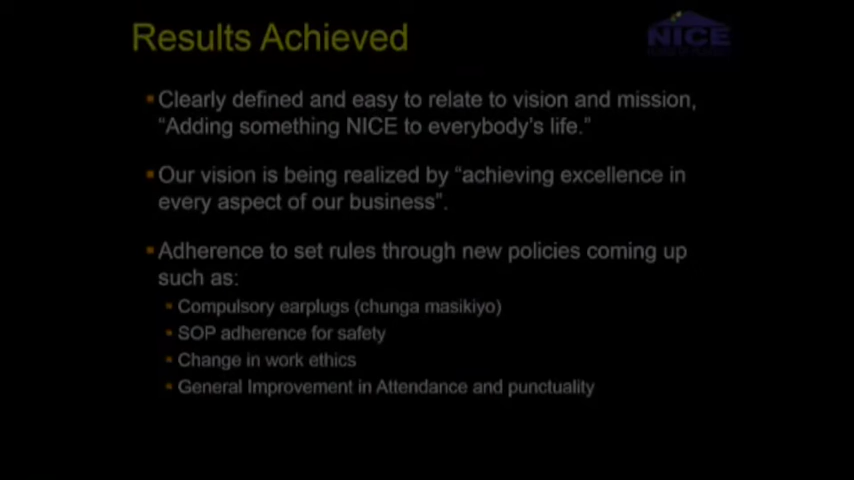 Results Achieved
NICE
Clearly defined and easy to relate to vision and mission,
“Adding something NICE to everybody’s life.”
Our vision is being realized by “achieving excellence in
every aspect of our business”.
Adherence to set rules through new policies coming up
such as:
Compulsory earplugs (chunga masikiyo)
SOP adherence for safety
Change in work ethics
General Improvement in Attendance and punctuality